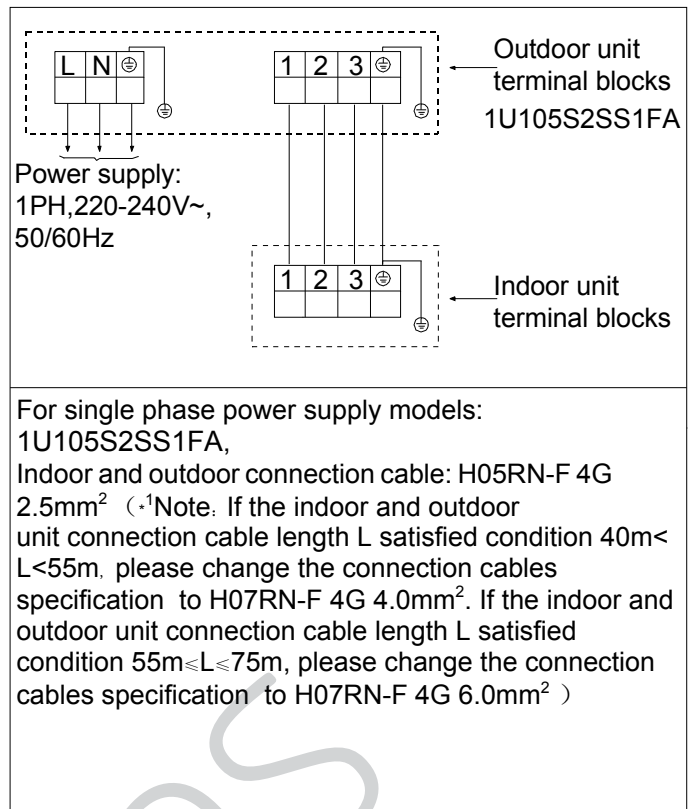 L N ⏚ 1 2 3 ⏚
Outdoor unit
terminal blocks
1U105S2SS1FA
Power supply:
1PH,220-240V~,
50/60Hz
1 2 3 ⏚
Indoor unit
terminal blocks
For single phase power supply models:
1U105S2SS1FA,
Indoor and outdoor connection cable: H05RN-F 4G
2.5mm² （*¹Note: If the indoor and outdoor
unit connection cable length L satisfied condition 40m<
L<55m, please change the connection cables
specification to H07RN-F 4G 4.0mm². If the indoor and
outdoor unit connection cable length L satisfied
condition 55m≤L≤75m, please change the connection
cables specification to H07RN-F 4G 6.0mm² ）